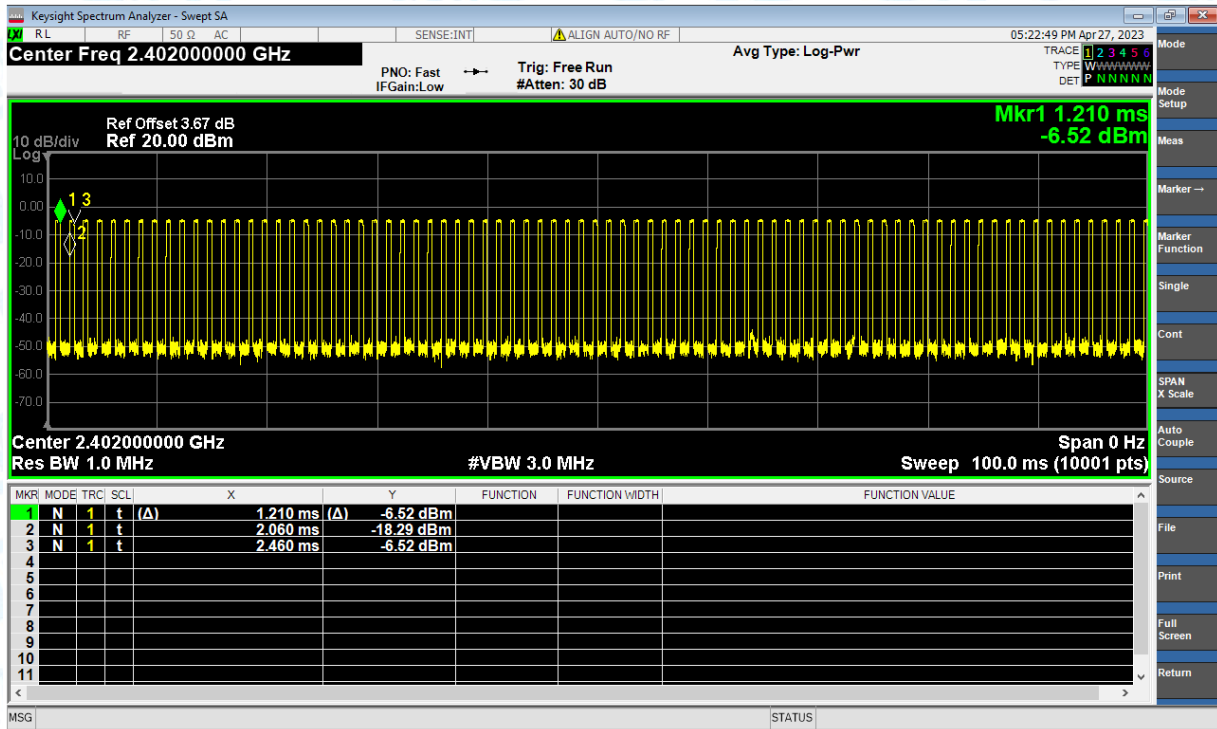 Keysight Spectrum Analyzer - Swept SA
LXI RL RF 50 Ω AC SENSE:INT ALIGN AUTO/NO RF 05:22:49 PM Apr 27, 2023
Center Freq 2.402000000 GHz
Avg Type: Log-Pwr
TRACE 1 2 3 4 5 6
TYPE WWWWWW
DET P N N N N N
PNO: Fast
IFGain:Low
Trig: Free Run
#Atten: 30 dB
Mkr1 1.210 ms
-6.52 dBm
Ref Offset 3.67 dB
10 dB/div Ref 20.00 dBm
Log
10.0
0.00
-10.0
-20.0
-30.0
-40.0
-50.0
-60.0
-70.0
1 3
2
Center 2.402000000 GHz Span 0 Hz
Res BW 1.0 MHz #VBW 3.0 MHz Sweep 100.0 ms (10001 pts)
MKR MODE TRC SCL X Y FUNCTION FUNCTION WIDTH FUNCTION VALUE
1 N 1 t (Δ) 1.210 ms (Δ) -6.52 dBm
2 N 1 t 2.060 ms -18.29 dBm
3 N 1 t 2.460 ms -6.52 dBm
4
5
6
7
8
9
10
11
MSG STATUS
Mode
Mode
Setup
Meas
Marker →
Marker
Function
Single
Cont
SPAN
X Scale
Auto
Couple
Source
File
Print
Full
Screen
Return